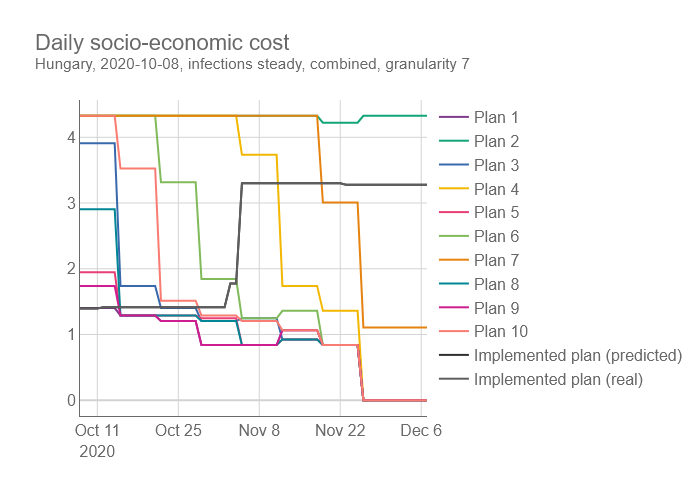 Daily socio-economic cost
Hungary, 2020-10-08, infections steady, combined, granularity 7
4
3
2
1
0
Oct 11
2020
Oct 25
Nov 8
Nov 22
Dec 6
Plan 1
Plan 2
Plan 3
Plan 4
Plan 5
Plan 6
Plan 7
Plan 8
Plan 9
Plan 10
Implemented plan (predicted)
Implemented plan (real)